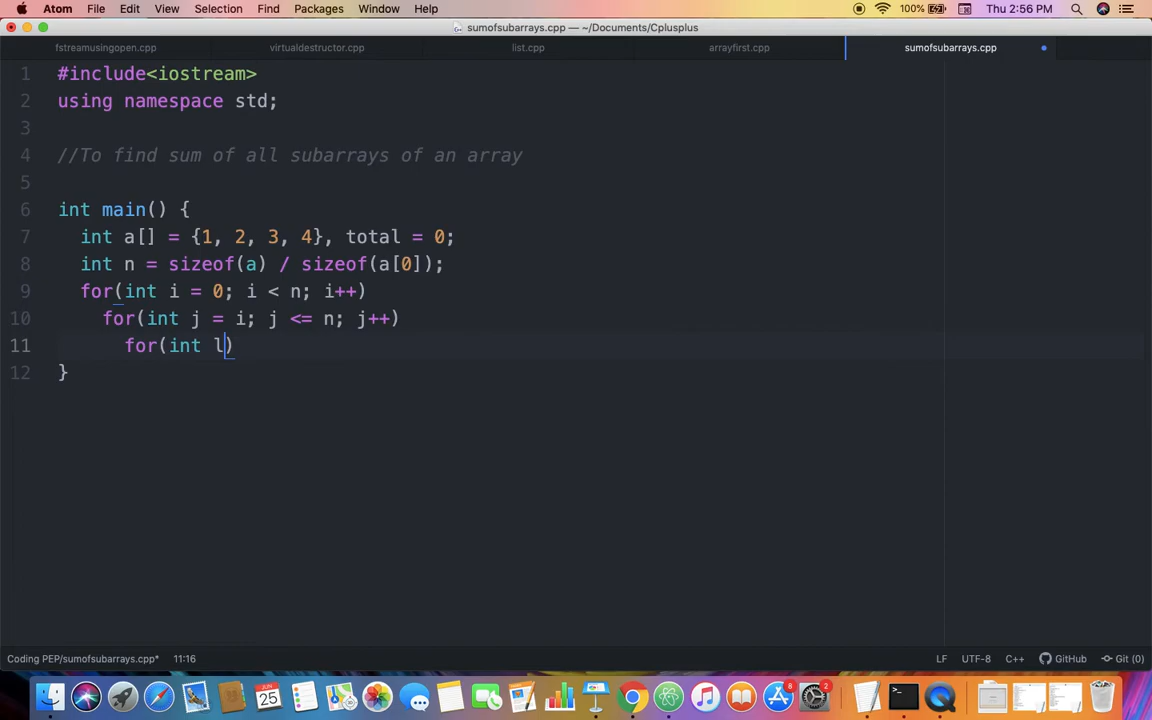 Atom File Edit View Selection Find Packages Window Help 100% Thu 2:56 PM
sumofsubarrays.cpp — ~/Documents/Cplusplus
fstreamusingopen.cpp virtualdestructor.cpp list.cpp arrayfirst.cpp sumofsubarrays.cpp
1 #include<iostream>
2 using namespace std;
3
4 //To find sum of all subarrays of an array
5
6 int main() {
7 int a[] = {1, 2, 3, 4}, total = 0;
8 int n = sizeof(a) / sizeof(a[0]);
9 for(int i = 0; i < n; i++)
10 for(int j = i; j <= n; j++)
11 for(int l)
12 }
Coding PEP/sumofsubarrays.cpp* 11:16 LF UTF-8 C++ GitHub Git (0)
JUN
25
8
2